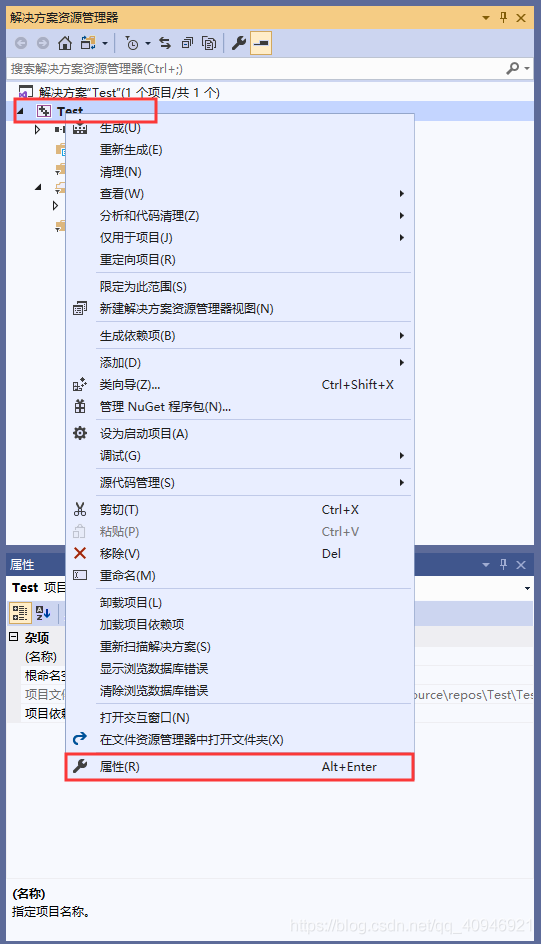 解决方案资源管理器
搜索解决方案资源管理器(Ctrl+;)
解决方案"Test"(1 个项目/共 1 个)
Test
生成(U)
重新生成(E)
清理(N)
查看(W)
分析和代码清理(Z)
仅用于项目(J)
重定向项目(R)
限定为此范围(S)
新建解决方案资源管理器视图(N)
生成依赖项(B)
添加(D)
类向导(Z)... Ctrl+Shift+X
管理 NuGet 程序包(N)...
设为启动项目(A)
调试(G)
源代码管理(S)
剪切(T) Ctrl+X
粘贴(P) Ctrl+V
移除(V) Del
重命名(M)
卸载项目(L)
加载项目依赖项
重新扫描解决方案(S)
显示浏览数据库错误
清除浏览数据库错误
打开交互窗口(N)
在文件资源管理器中打开文件夹(X)
属性(R) Alt+Enter
属性
Test 项目
杂项
(名称)
根命名
项目文 ource\repos\Test\Tes
项目依
(名称)
指定项目名称。
https://blog.csdn.net/qq_40946921